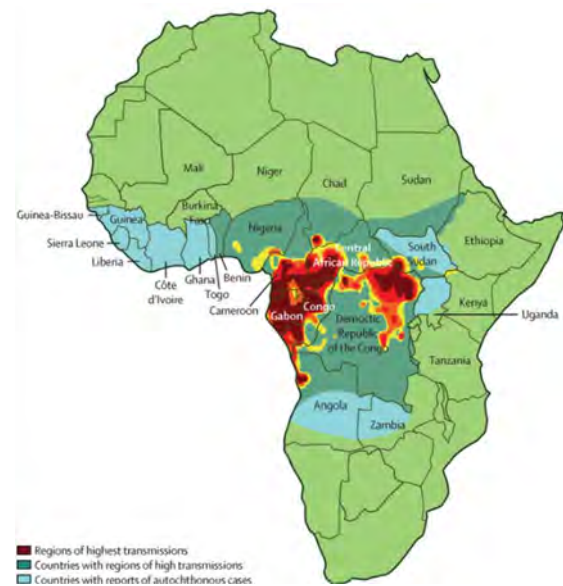 Mali
Niger
Chad
Sudan
Guinea-Bissau
Guinea
Burkina
Faso
Nigeria
Ethiopia
Sierra Leone
Liberia
Côte
d'Ivoire
Ghana
Togo
Benin
Cameroon
Central
African Republic
South
Sudan
Gabon
Congo
Democtic
Republic
of the Cong
Kenya
Uganda
Tanzania
Angola
Zambia
Regions of highest transmissions
Countries with regions of high transmissions
Countries with reports of autochthonous cases